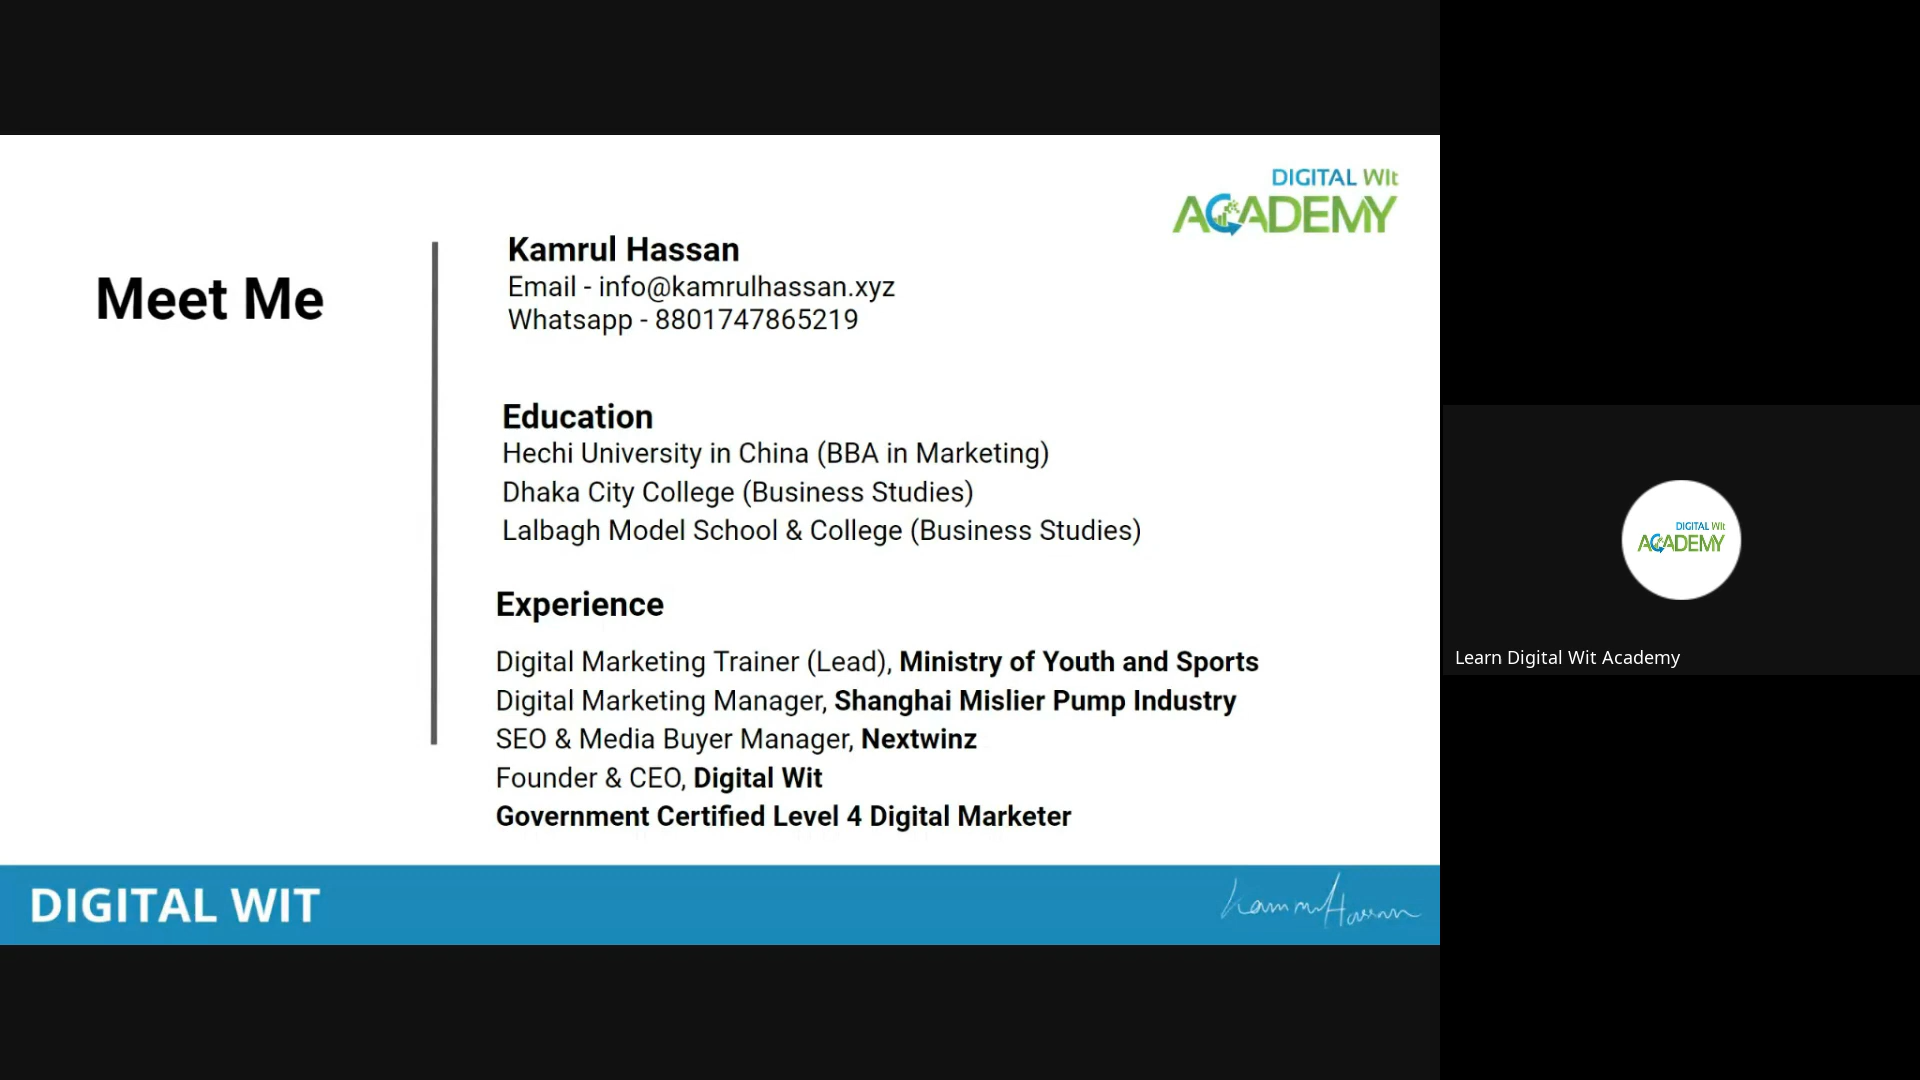 DIGITAL WIt
ACADEMY
Meet Me
Kamrul Hassan
Email - info@kamrulhassan.xyz
Whatsapp - 8801747865219
Education
Hechi University in China (BBA in Marketing)
Dhaka City College (Business Studies)
Lalbagh Model School & College (Business Studies)
Experience
Digital Marketing Trainer (Lead), Ministry of Youth and Sports
Digital Marketing Manager, Shanghai Mislier Pump Industry
SEO & Media Buyer Manager, Nextwinz
Founder & CEO, Digital Wit
Government Certified Level 4 Digital Marketer
DIGITAL WIT
Kamrul Hassan
DIGITAL WIt
ACADEMY
Learn Digital Wit Academy